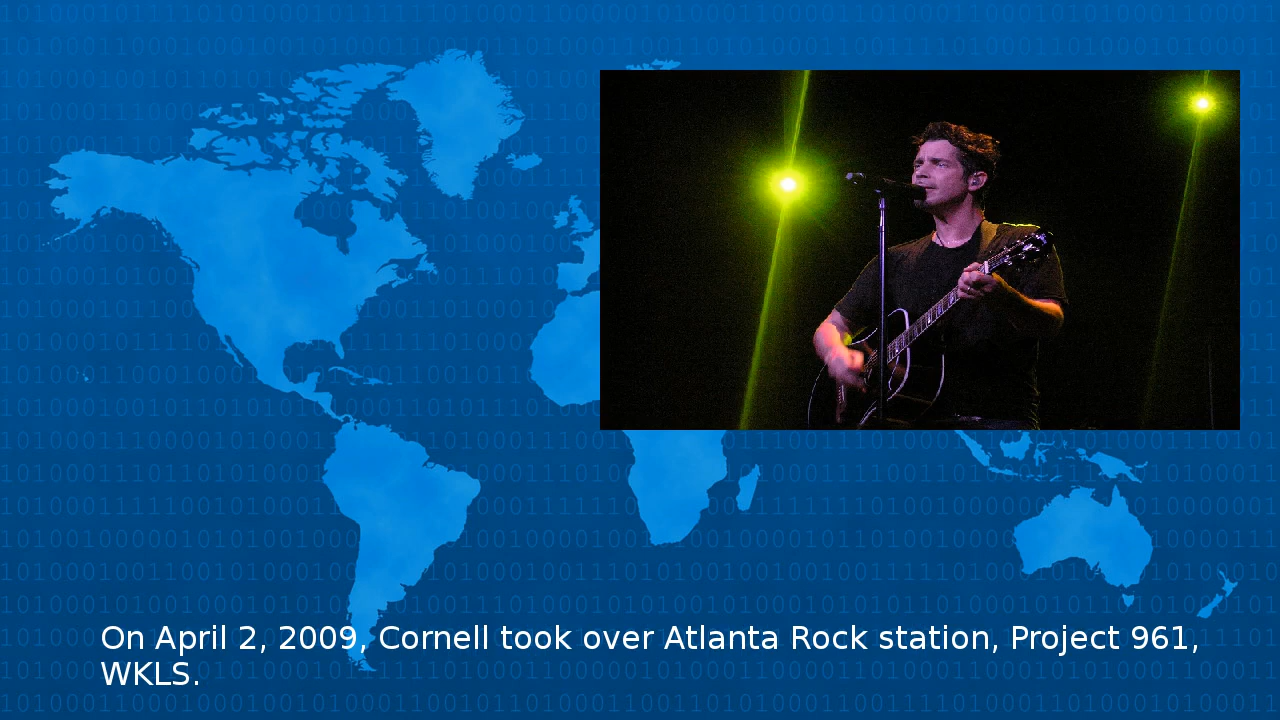 On April 2, 2009, Cornell took over Atlanta Rock station, Project 961,
WKLS.